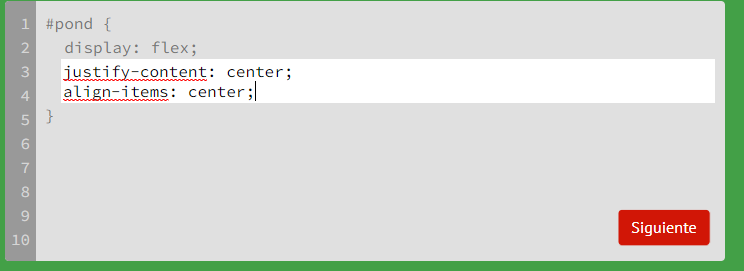 1 #pond {
2 display: flex;
3 justify-content: center;
4 align-items: center;
5 }
6
7
8
9
10
Siguiente